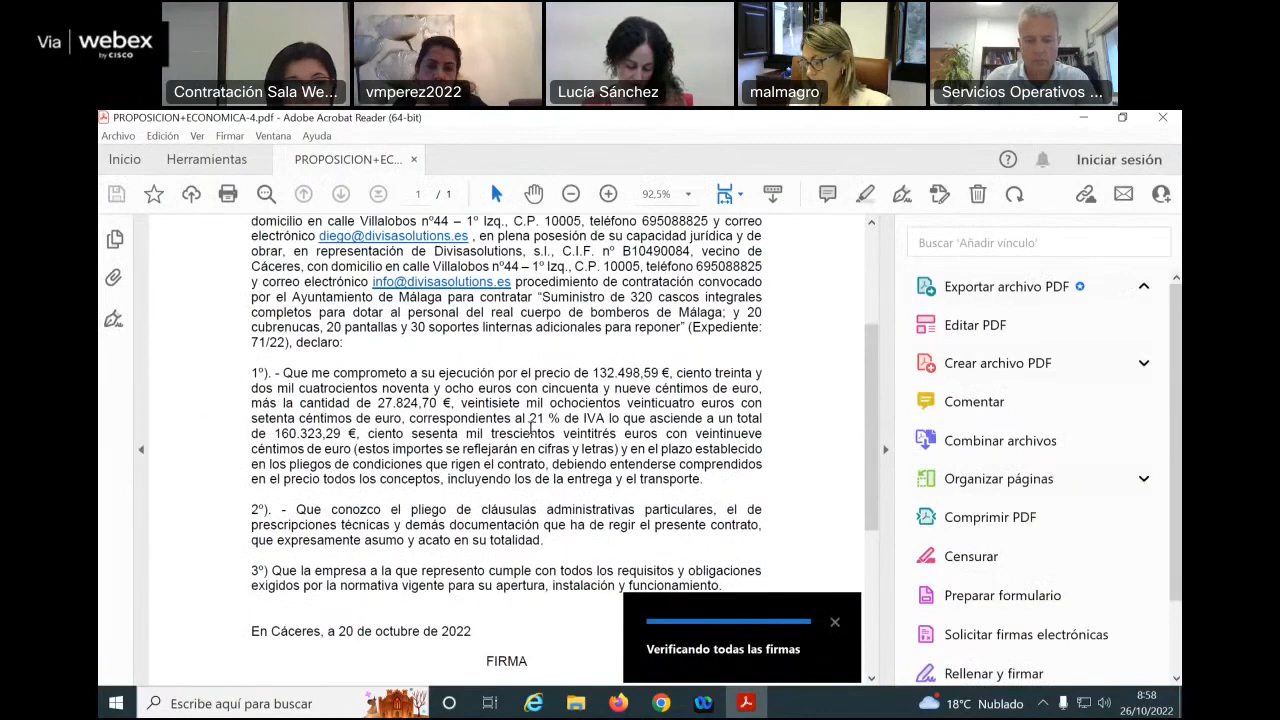 Via webex
by CISCO
Contratación Sala We...
vmperez2022
Lucía Sánchez
malmagro
Servicios Operativos ...
PROPOSICION+ECONOMICA-4.pdf - Adobe Acrobat Reader (64-bit)
Archivo Edición Ver Firmar Ventana Ayuda
Inicio Herramientas PROPOSICION+EC... Iniciar sesión
1 / 1 92,5%
domicilio en calle Villalobos nº44 – 1º Izq., C.P. 10005, teléfono 695088825 y correo
electrónico diego@divisasolutions.es , en plena posesión de su capacidad jurídica y de
obrar, en representación de Divisasolutions, s.l., C.I.F. nº B10490084, vecino de
Cáceres, con domicilio en calle Villalobos nº44 – 1º Izq., C.P. 10005, teléfono 695088825
y correo electrónico info@divisasolutions.es procedimiento de contratación convocado
por el Ayuntamiento de Málaga para contratar “Suministro de 320 cascos integrales
completos para dotar al personal del real cuerpo de bomberos de Málaga; y 20
cubrenucas, 20 pantallas y 30 soportes linternas adicionales para reponer” (Expediente:
71/22), declaro:
1º). - Que me comprometo a su ejecución por el precio de 132.498,59 €, ciento treinta y
dos mil cuatrocientos noventa y ocho euros con cincuenta y nueve céntimos de euro,
más la cantidad de 27.824,70 €, veintisiete mil ochocientos veinticuatro euros con
setenta céntimos de euro, correspondientes al 21 % de IVA lo que asciende a un total
de 160.323,29 €, ciento sesenta mil trescientos veintitrés euros con veintinueve
céntimos de euro (estos importes se reflejarán en cifras y letras) y en el plazo establecido
en los pliegos de condiciones que rigen el contrato, debiendo entenderse comprendidos
en el precio todos los conceptos, incluyendo los de la entrega y el transporte.
2º). - Que conozco el pliego de cláusulas administrativas particulares, el de
prescripciones técnicas y demás documentación que ha de regir el presente contrato,
que expresamente asumo y acato en su totalidad.
3º) Que la empresa a la que represento cumple con todos los requisitos y obligaciones
exigidos por la normativa vigente para su apertura, instalación y funcionamiento.
En Cáceres, a 20 de octubre de 2022
FIRMA
Verificando todas las firmas
Buscar 'Añadir vínculo'
Exportar archivo PDF
Editar PDF
Crear archivo PDF
Comentar
Combinar archivos
Organizar páginas
Comprimir PDF
Censurar
Preparar formulario
Solicitar firmas electrónicas
Rellenar y firmar
Escribe aquí para buscar
18°C Nublado
8:58
26/10/2022